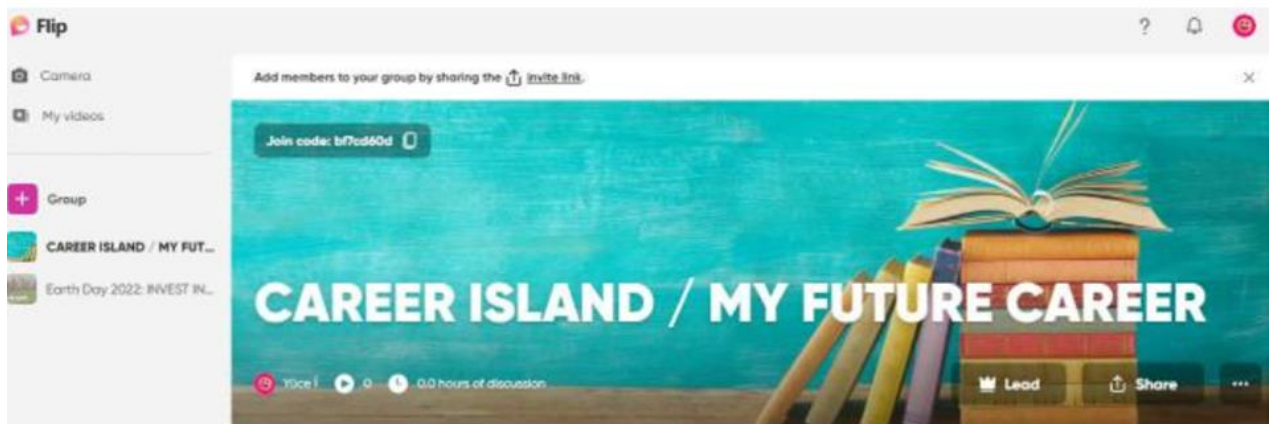 Flip
?
Camera
Add members to your group by sharing the invite link.
My videos
Join code: bf7cd60d
Group
CAREER ISLAND / MY FUT...
Earth Day 2022: INVEST IN...
CAREER ISLAND / MY FUTURE CAREER
Yüce İ 0 0.0 hours of discussion
Lead
Share